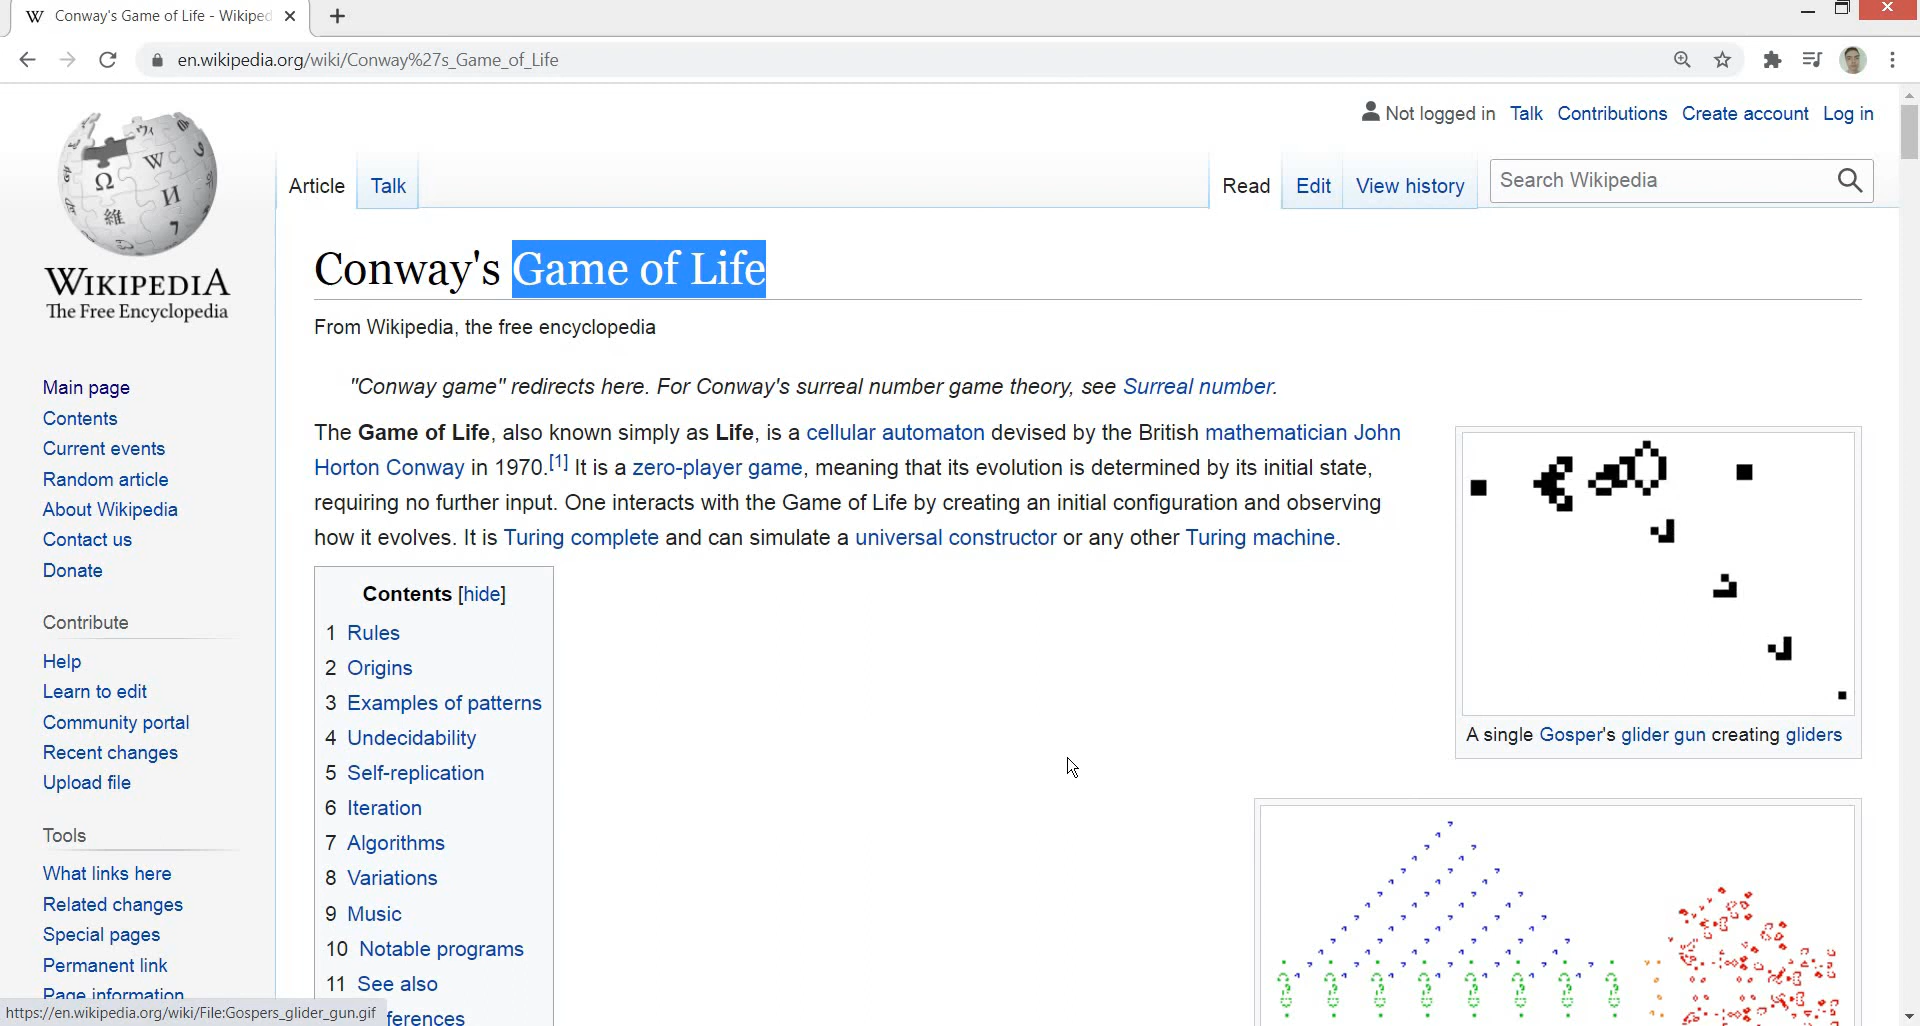 Conway's Game of Life - Wikiped
en.wikipedia.org/wiki/Conway%27s_Game_of_Life
Not logged in Talk Contributions Create account Log in
Article Talk Read Edit View history Search Wikipedia
WIKIPEDIA
The Free Encyclopedia
Main page
Contents
Current events
Random article
About Wikipedia
Contact us
Donate
Contribute
Help
Learn to edit
Community portal
Recent changes
Upload file
Tools
What links here
Related changes
Special pages
Permanent link
Page information
Conway's Game of Life
From Wikipedia, the free encyclopedia
"Conway game" redirects here. For Conway's surreal number game theory, see Surreal number.
The Game of Life, also known simply as Life, is a cellular automaton devised by the British mathematician John
Horton Conway in 1970.[1] It is a zero-player game, meaning that its evolution is determined by its initial state,
requiring no further input. One interacts with the Game of Life by creating an initial configuration and observing
how it evolves. It is Turing complete and can simulate a universal constructor or any other Turing machine.
Contents [hide]
1 Rules
2 Origins
3 Examples of patterns
4 Undecidability
5 Self-replication
6 Iteration
7 Algorithms
8 Variations
9 Music
10 Notable programs
11 See also
ferences
A single Gosper's glider gun creating gliders
https://en.wikipedia.org/wiki/File:Gospers_glider_gun.gif